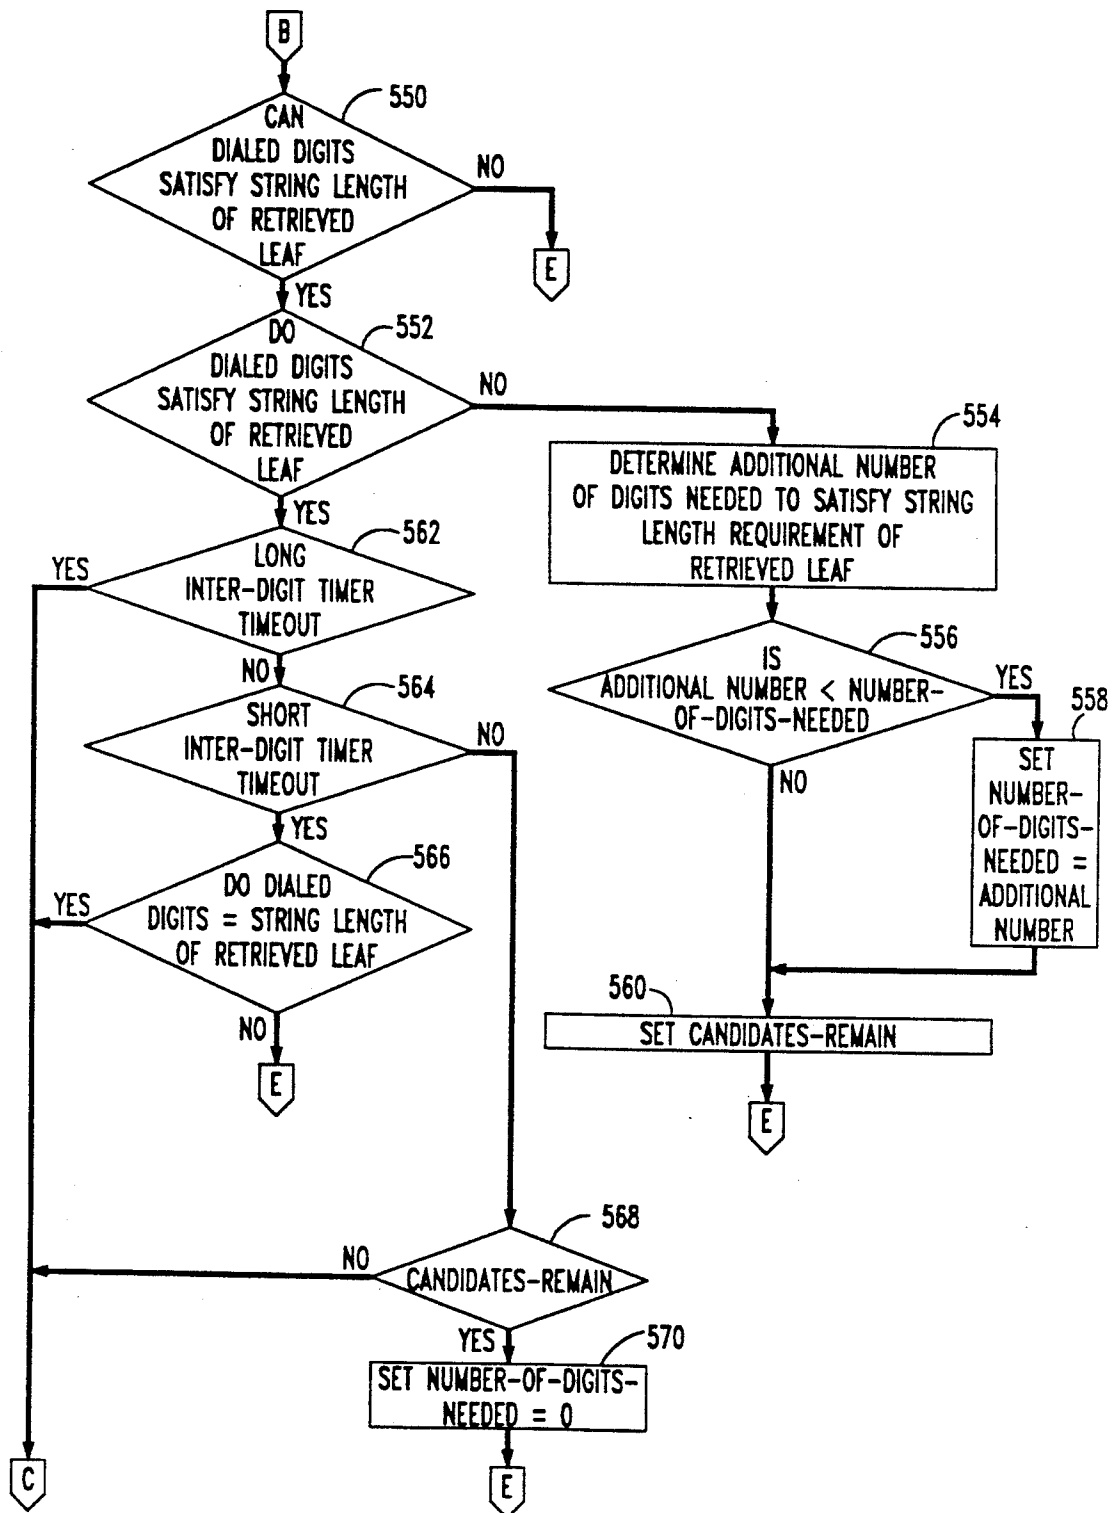 B
550
CAN
DIALED DIGITS
SATISFY STRING LENGTH
OF RETRIEVED
LEAF
NO
E
YES
552
DO
DIALED DIGITS
SATISFY STRING LENGTH
OF RETRIEVED
LEAF
NO
554
DETERMINE ADDITIONAL NUMBER
OF DIGITS NEEDED TO SATISFY STRING
LENGTH REQUIREMENT OF
RETRIEVED LEAF
YES
562
LONG
INTER-DIGIT TIMER
TIMEOUT
YES
NO
556
IS
ADDITIONAL NUMBER < NUMBER-
OF-DIGITS-NEEDED
YES
NO
558
SET
NUMBER-
OF-DIGITS-
NEEDED =
ADDITIONAL
NUMBER
564
SHORT
INTER-DIGIT TIMER
TIMEOUT
NO
YES
566
DO DIALED
DIGITS = STRING LENGTH
OF RETRIEVED LEAF
YES
NO
E
560
SET CANDIDATES-REMAIN
E
568
CANDIDATES-REMAIN
NO
YES
570
SET NUMBER-OF-DIGITS-
NEEDED = 0
C
E